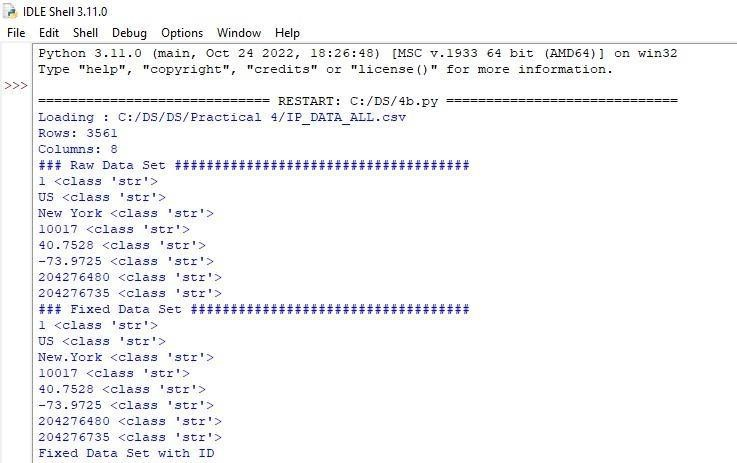 IDLE Shell 3.11.0
File Edit Shell Debug Options Window Help
Python 3.11.0 (main, Oct 24 2022, 18:26:48) [MSC v.1933 64 bit (AMD64)] on win32
Type "help", "copyright", "credits" or "license()" for more information.
>>>
============================= RESTART: C:/DS/4b.py =============================
Loading : C:/DS/DS/Practical 4/IP_DATA_ALL.csv
Rows: 3561
Columns: 8
### Raw Data Set #####################################
1 <class 'str'>
US <class 'str'>
New York <class 'str'>
10017 <class 'str'>
40.7528 <class 'str'>
-73.9725 <class 'str'>
204276480 <class 'str'>
204276735 <class 'str'>
### Fixed Data Set ###################################
1 <class 'str'>
US <class 'str'>
New.York <class 'str'>
10017 <class 'str'>
40.7528 <class 'str'>
-73.9725 <class 'str'>
204276480 <class 'str'>
204276735 <class 'str'>
Fixed Data Set with ID